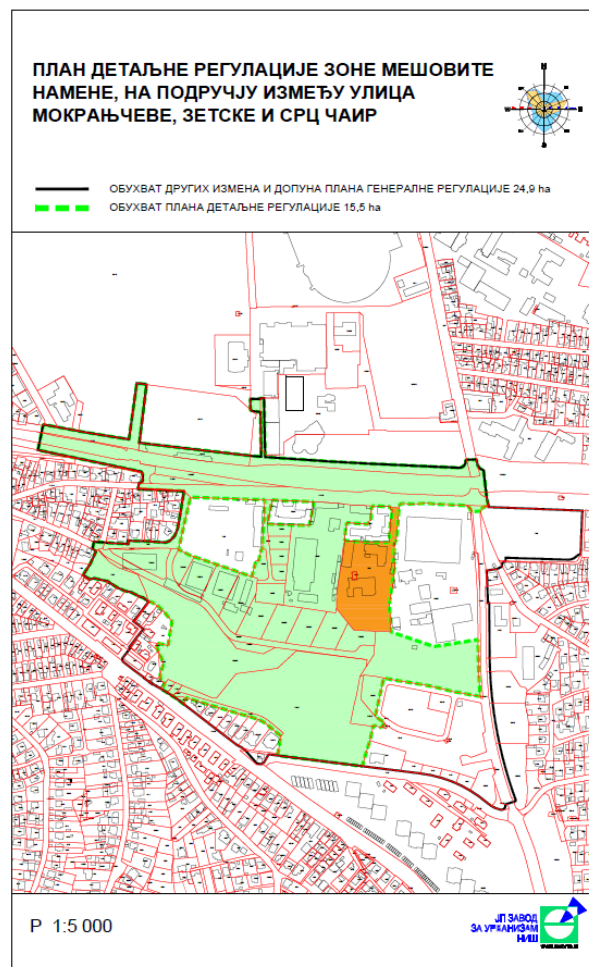 ПЛАН ДЕТАЉНЕ РЕГУЛАЦИЈЕ ЗОНЕ МЕШОВИТЕ
НАМЕНЕ, НА ПОДРУЧЈУ ИЗМЕЂУ УЛИЦА
МОКРАЊЧЕВЕ, ЗЕТСКЕ И СРЦ ЧАИР
ОБУХВАТ ДРУГИХ ИЗМЕНА И ДОПУНА ПЛАНА ГЕНЕРАЛНЕ РЕГУЛАЦИЈЕ 24,9 ha
ОБУХВАТ ПЛАНА ДЕТАЉНЕ РЕГУЛАЦИЈЕ 15,5 ha
Р 1:5 000
ЈП ЗАВОД
ЗА УРБАНИЗАМ
НИШ